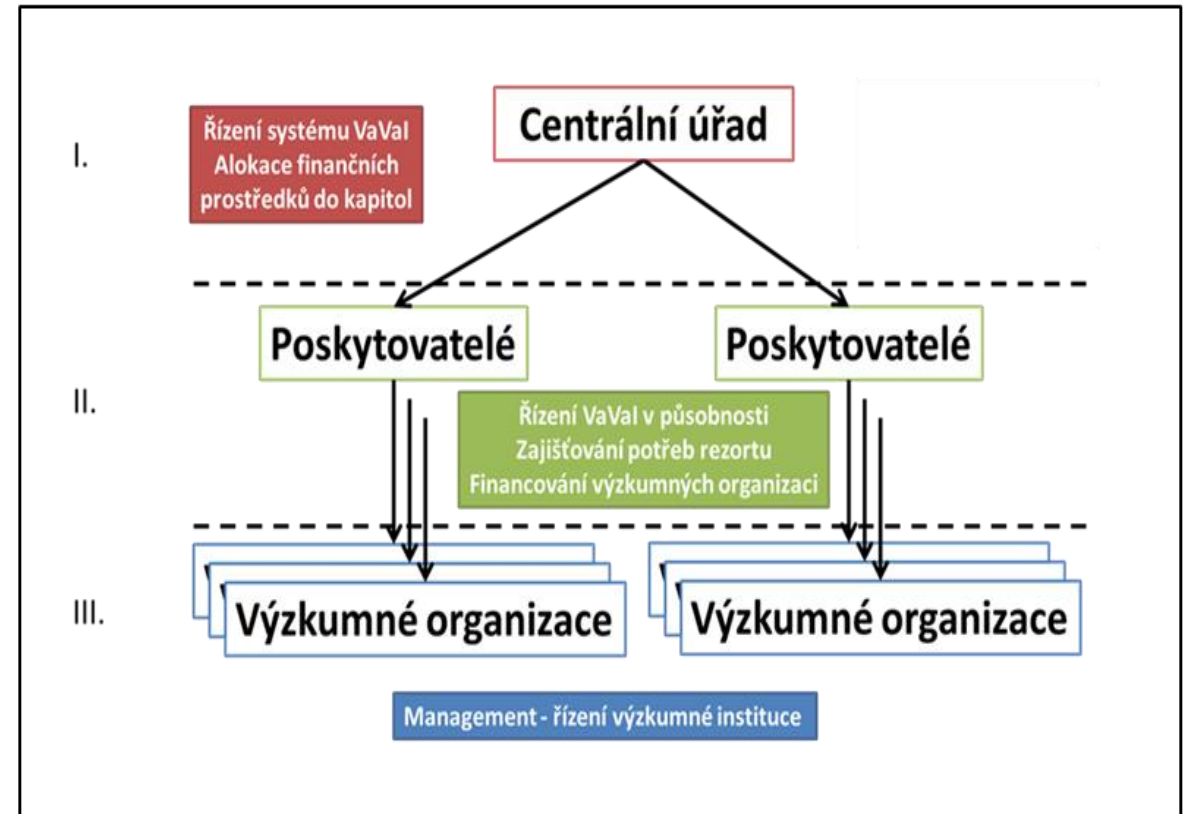 I.
Řízení systému VaVaI
Alokace finančních
prostředků do kapitol
Centrální úřad
II.
Poskytovatelé
Poskytovatelé
Řízení VaVaI v působnosti
Zajišťování potřeb rezortu
Financování výzkumných organizaci
III.
Výzkumné organizace
Výzkumné organizace
Management - řízení výzkumné instituce